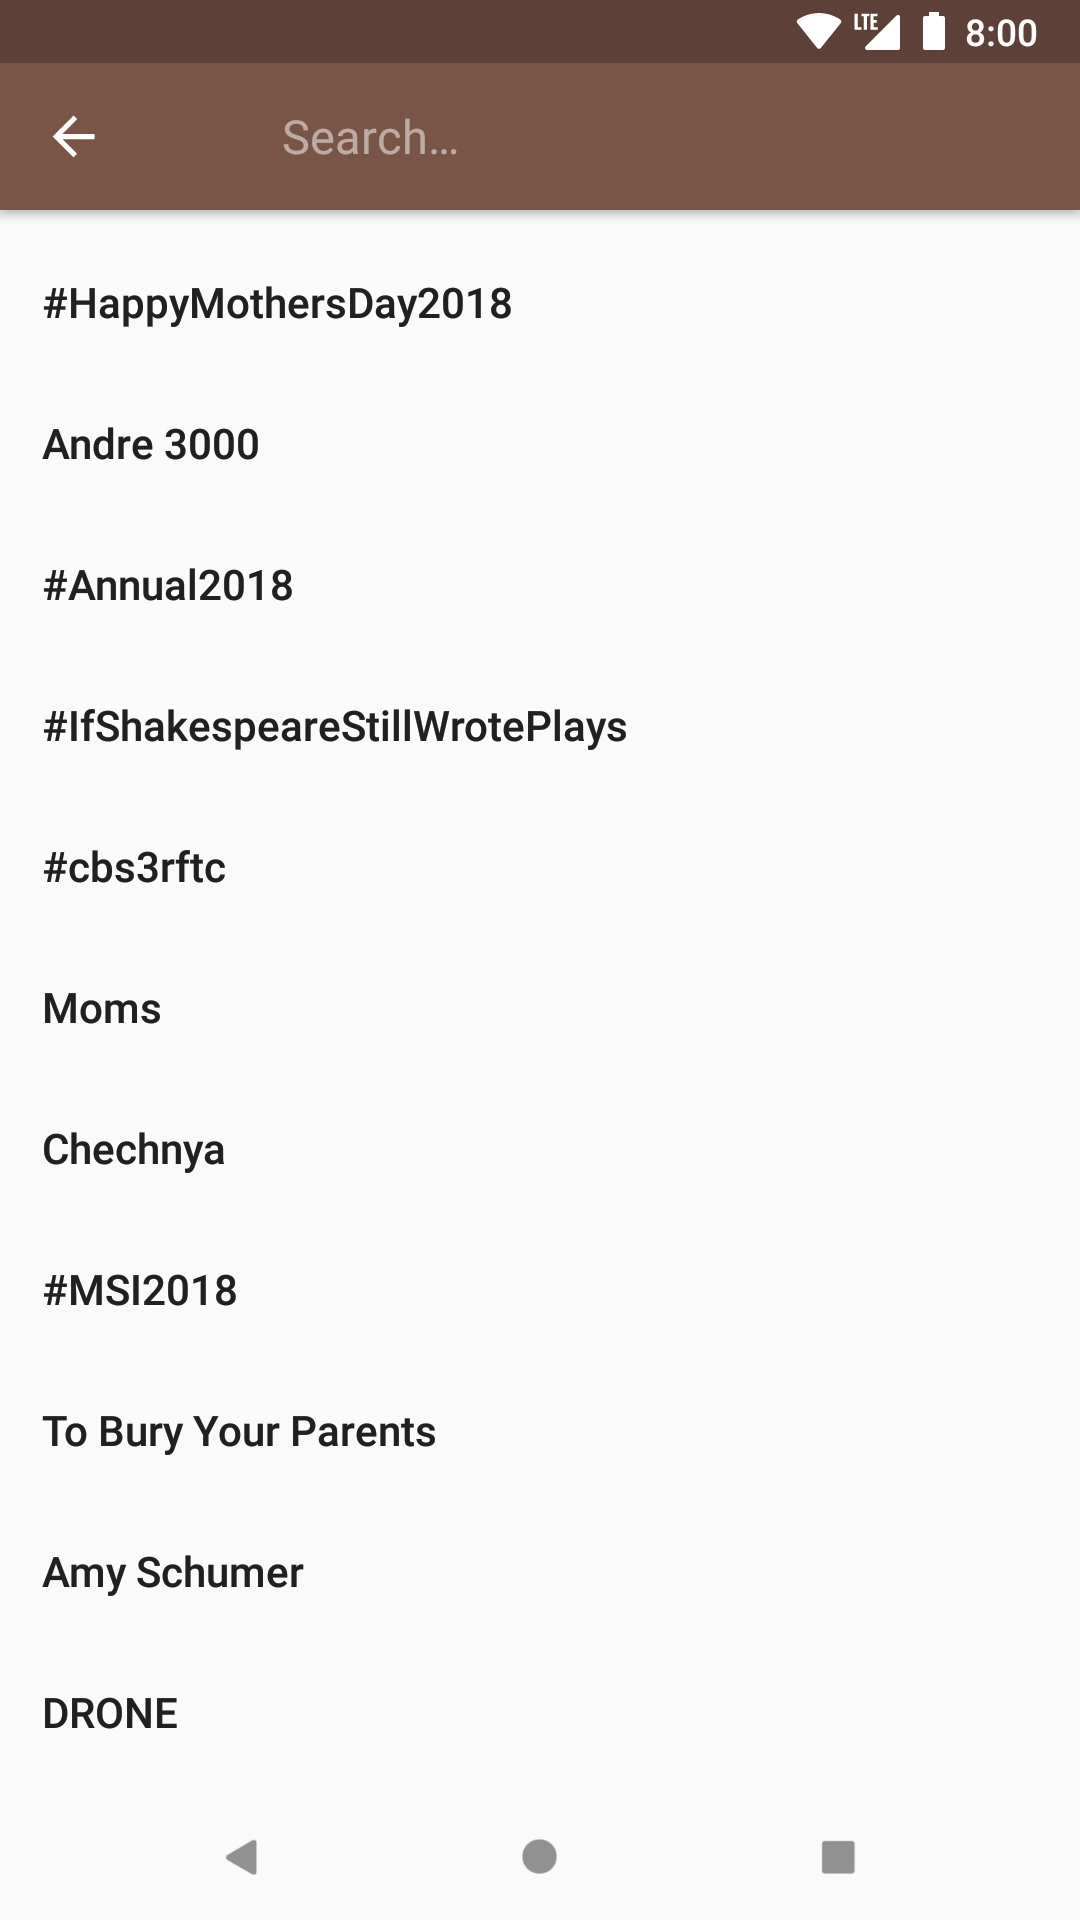 LTE 8:00
Search…
#HappyMothersDay2018
Andre 3000
#Annual2018
#IfShakespeareStillWrotePlays
#cbs3rftc
Moms
Chechnya
#MSI2018
To Bury Your Parents
Amy Schumer
DRONE